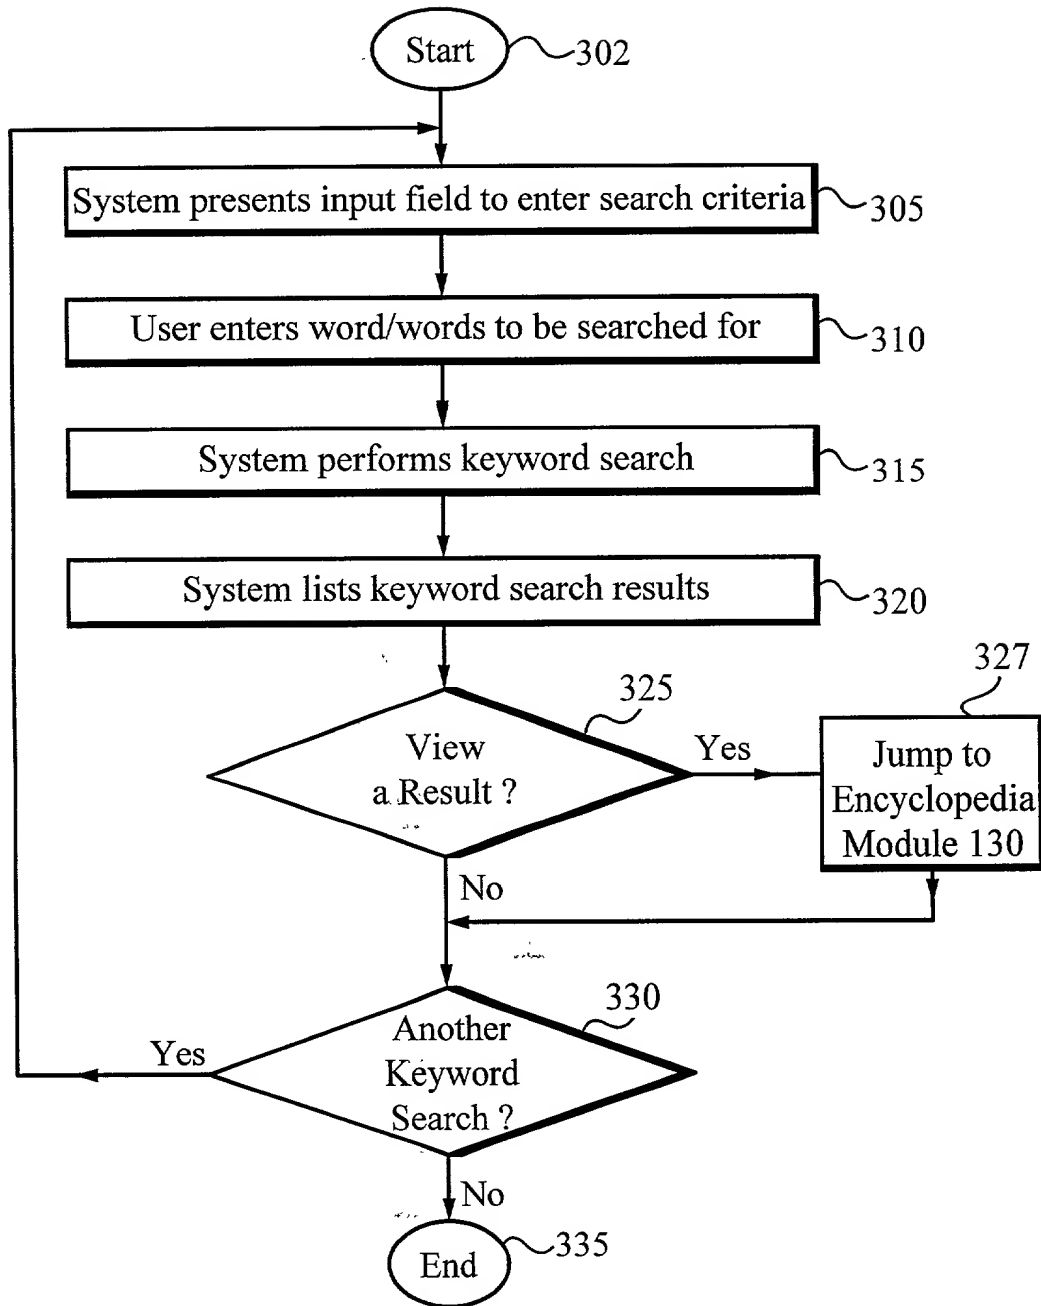 Start
302
System presents input field to enter search criteria
305
User enters word/words to be searched for
310
System performs keyword search
315
System lists keyword search results
320
325
327
View
a Result ?
Yes
Jump to
Encyclopedia
Module 130
No
330
Another
Keyword
Search ?
Yes
No
End
335